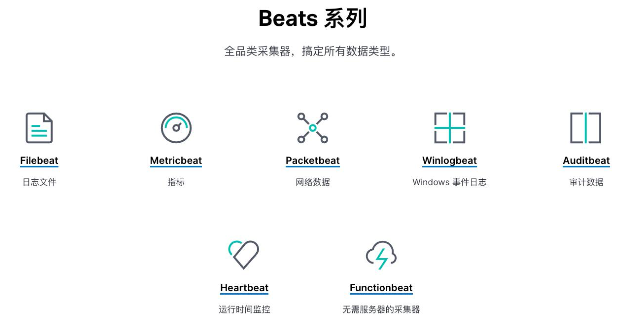 Beats 系列
全品类采集器，搞定所有数据类型。
Filebeat
日志文件
Metricbeat
指标
Packetbeat
网络数据
Winlogbeat
Windows 事件日志
Auditbeat
审计数据
Heartbeat
运行时间监控
Functionbeat
无需服务器的采集器